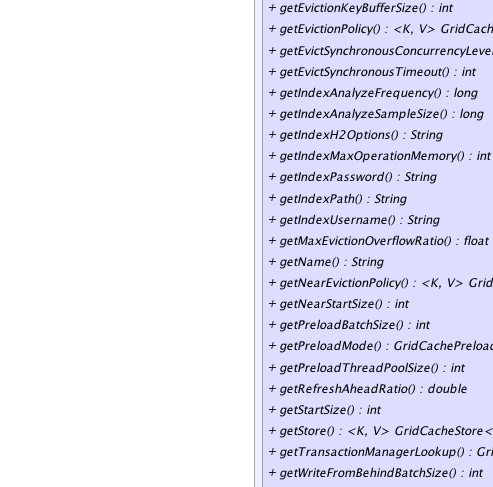 + getEvictionKeyBufferSize() : int
+ getEvictionPolicy() : <K, V> GridCach
+ getEvictSynchronousConcurrencyLeve
+ getEvictSynchronousTimeout() : int
+ getIndexAnalyzeFrequency() : long
+ getIndexAnalyzeSampleSize() : long
+ getIndexH2Options() : String
+ getIndexMaxOperationMemory() : int
+ getIndexPassword() : String
+ getIndexPath() : String
+ getIndexUsername() : String
+ getMaxEvictionOverflowRatio() : float
+ getName() : String
+ getNearEvictionPolicy() : <K, V> Grid
+ getNearStartSize() : int
+ getPreloadBatchSize() : int
+ getPreloadMode() : GridCachePreload
+ getPreloadThreadPoolSize() : int
+ getRefreshAheadRatio() : double
+ getStartSize() : int
+ getStore() : <K, V> GridCacheStore<
+ getTransactionManagerLookup() : Gri
+ getWriteFromBehindBatchSize() : int